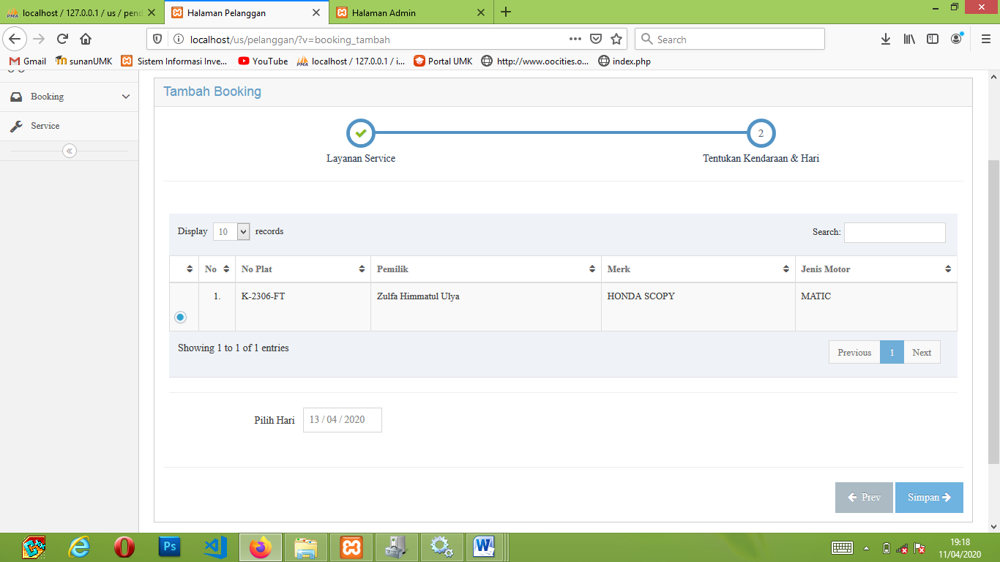 localhost / 127.0.0.1 / us / pend
Halaman Pelanggan
Halaman Admin
localhost/us/pelanggan/?v=booking_tambah
Search
Gmail
sunanUMK
Sistem Informasi Inve...
YouTube
localhost / 127.0.0.1 / i...
Portal UMK
http://www.oocities.o...
index.php
Booking
Service
Tambah Booking
2
Layanan Service
Tentukan Kendaraan & Hari
Display 10 records
Search:
No No Plat Pemilik Merk Jenis Motor
1. K-2306-FT Zulfa Himmatul Ulya HONDA SCOPY MATIC
Showing 1 to 1 of 1 entries
Previous 1 Next
Pilih Hari 13 / 04 / 2020
Prev Simpan
Ps
19:18
11/04/2020